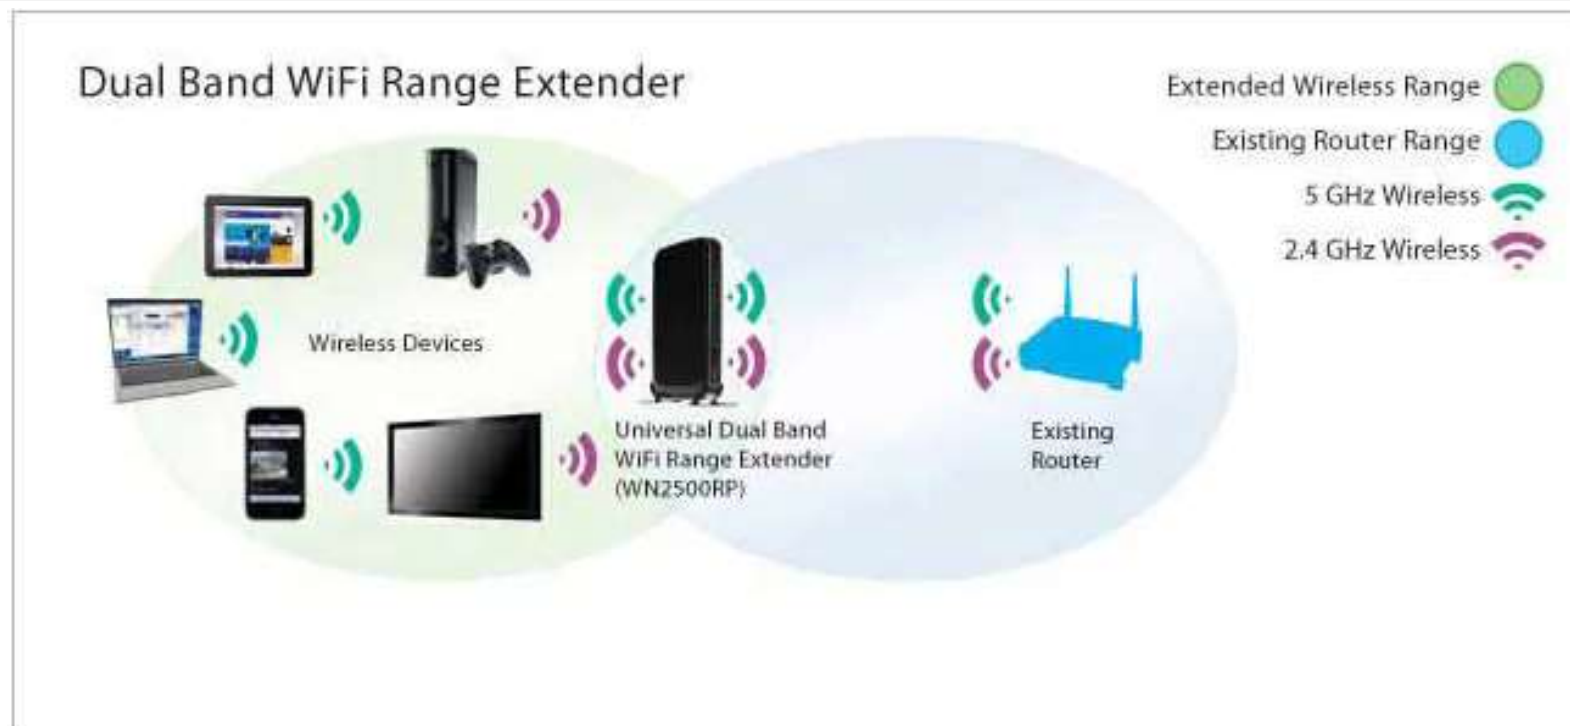 Dual Band WiFi Range Extender
Extended Wireless Range
Existing Router Range
5 GHz Wireless
2.4 GHz Wireless
Wireless Devices
Universal Dual Band
WiFi Range Extender
(WN2500RP)
Existing
Router